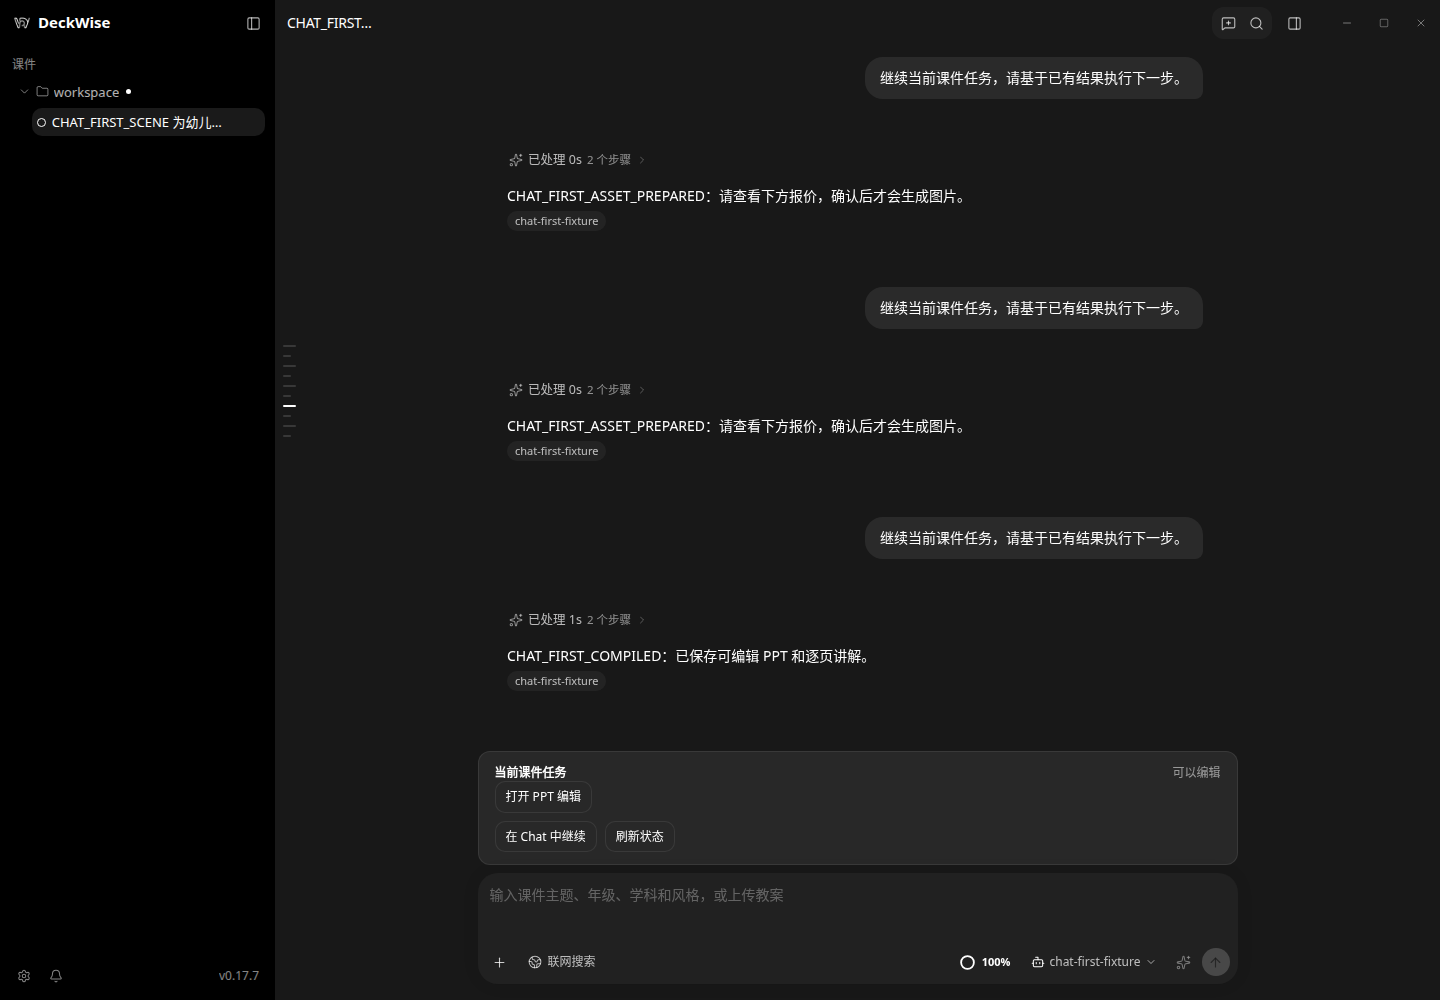 DeckWise
CHAT_FIRST...
课件
workspace
CHAT_FIRST_SCENE 为幼儿...
继续当前课件任务，请基于已有结果执行下一步。
已处理 0s 2 个步骤
CHAT_FIRST_ASSET_PREPARED：请查看下方报价，确认后才会生成图片。
chat-first-fixture
继续当前课件任务，请基于已有结果执行下一步。
已处理 0s 2 个步骤
CHAT_FIRST_ASSET_PREPARED：请查看下方报价，确认后才会生成图片。
chat-first-fixture
继续当前课件任务，请基于已有结果执行下一步。
已处理 1s 2 个步骤
CHAT_FIRST_COMPILED：已保存可编辑 PPT 和逐页讲解。
chat-first-fixture
当前课件任务 可以编辑
打开 PPT 编辑
在 Chat 中继续 刷新状态
输入课件主题、年级、学科和风格，或上传教案
联网搜索 100% chat-first-fixture
v0.17.7